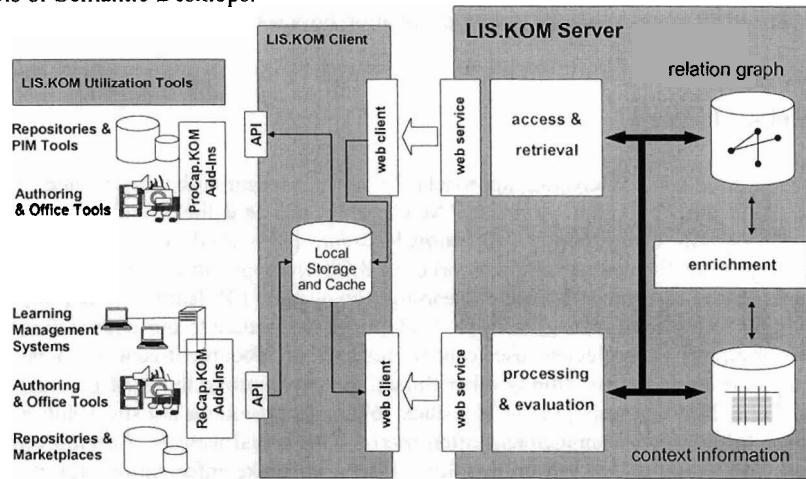 LIS.KOM Utilization Tools
Repositories &
PIM Tools
Authoring
& Office Tools
ProCap.KOM
Add-Ins
Learning
Management
Systems
Authoring
& Office Tools
Repositories &
Marketplaces
ReCap.KOM
Add-Ins
LIS.KOM Client
API
web client
Local
Storage
and Cache
API
web client
LIS.KOM Server
web service
access &
retrieval
relation graph
enrichment
web service
processing
& evaluation
context information